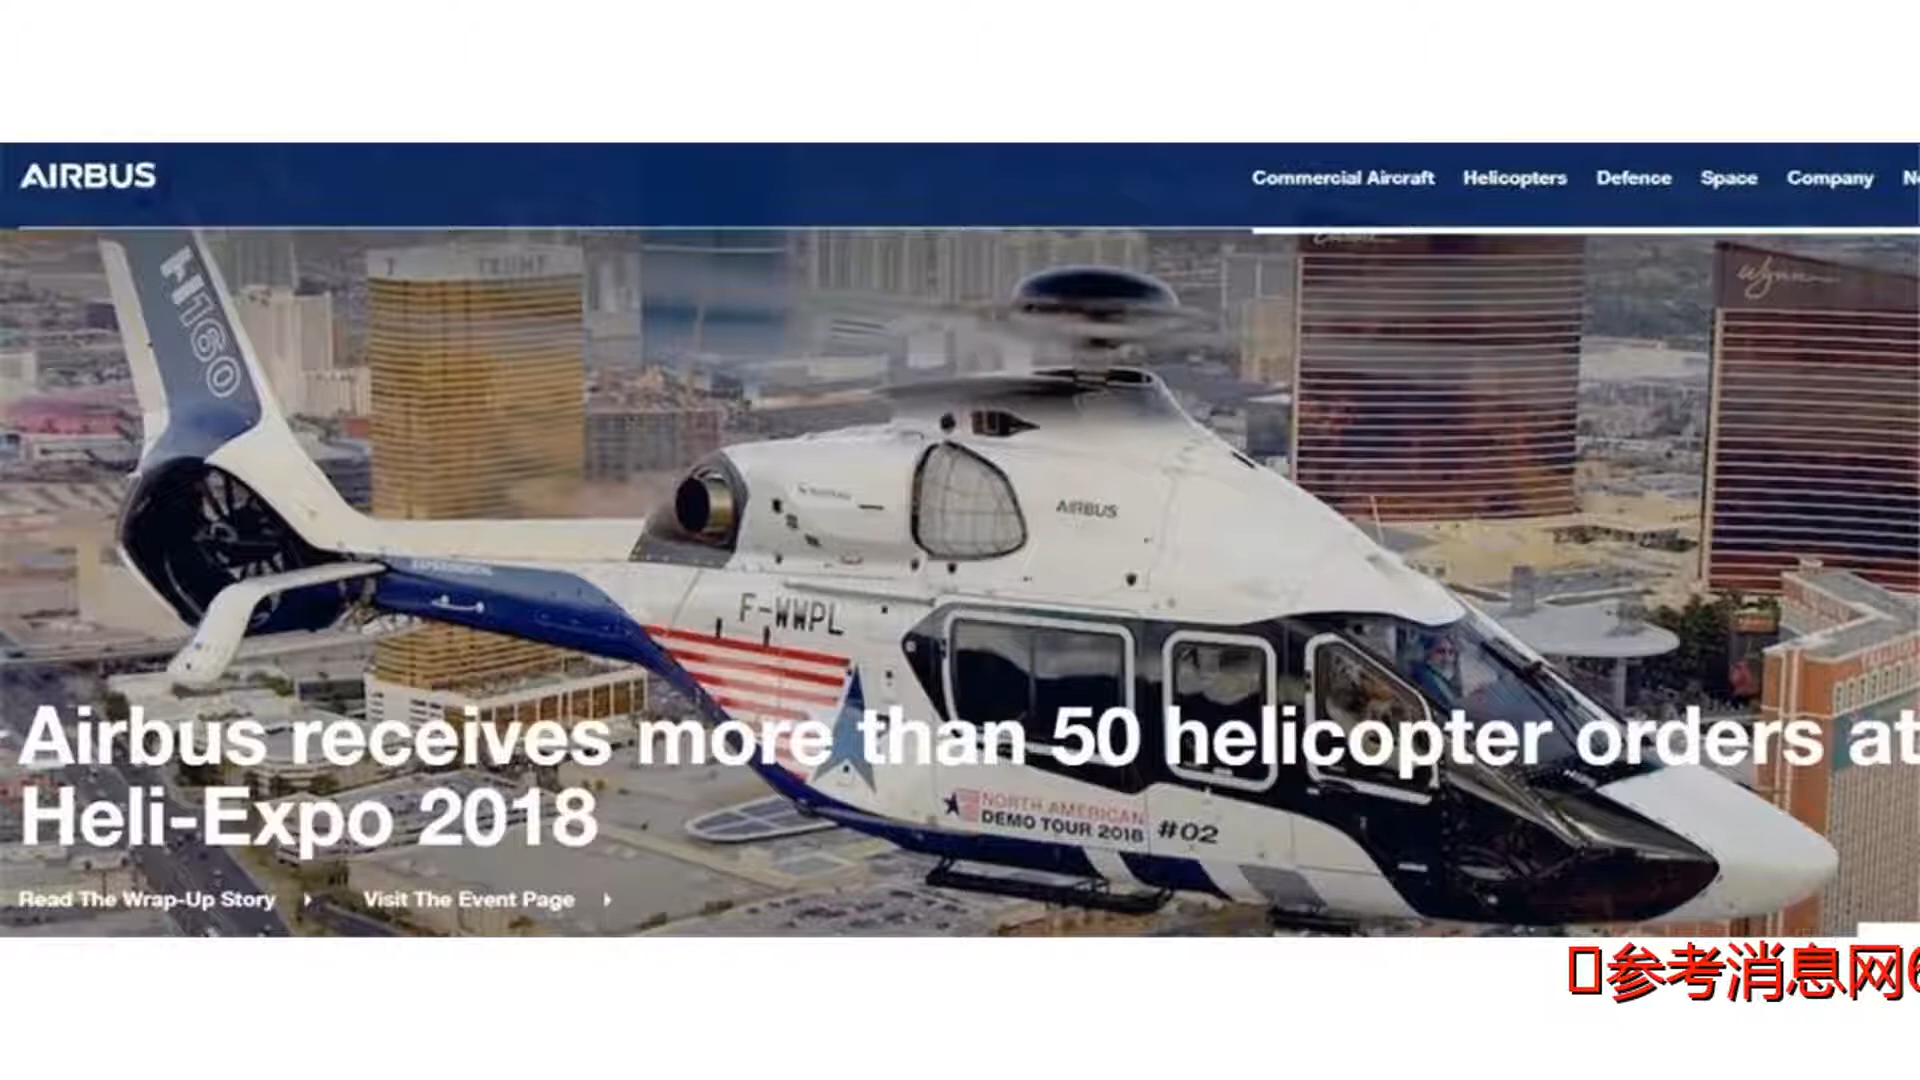 AIRBUS
Commercial Aircraft Helicopters Defence Space Company
TRUMP
wynn
H160
AIRBUS
EXPERIMENTAL
F-WWPL
Airbus receives more than 50 helicopter orders at
Heli-Expo 2018
NORTH AMERICAN
DEMO TOUR 2018 #02
Read The Wrap-Up Story Visit The Event Page
参考消息网